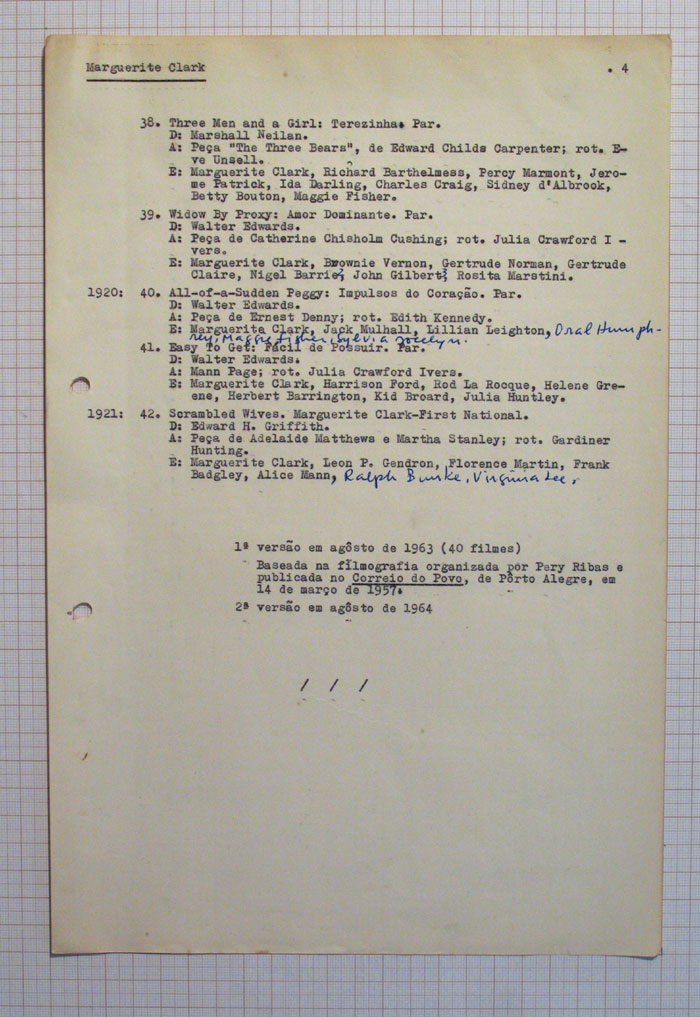 Marguerite Clark . 4
38. Three Men and a Girl: Terezinha. Par.
D: Marshall Neilan.
A: Peça "The Three Bears", de Edward Childs Carpenter; rot. E-
ve Unsell.
E: Marguerite Clark, Richard Barthelmess, Percy Marmont, Jero-
me Patrick, Ida Darling, Charles Craig, Sidney d'Albrook,
Betty Bouton, Maggie Fisher.
39. Widow By Proxy: Amor Dominante. Par.
D: Walter Edwards.
A: Peça de Catherine Chisholm Cushing; rot. Julia Crawford I -
vers.
E: Marguerite Clark, Brownie Vernon, Gertrude Norman, Gertrude
Claire, Nigel Barrie, John Gilbert, Rosita Marstini.
1920: 40. All-of-a-Sudden Peggy: Impulsos do Coração. Par.
D: Walter Edwards.
A: Peça de Ernest Denny; rot. Edith Kennedy.
E: Marguerite Clark, Jack Mulhall, Lillian Leighton, Oral Humph-
rey, Maggie Fisher, Sylvia Jocelyn.
41. Easy To Get: Fácil de Possuir. Par.
D: Walter Edwards.
A: Mann Page; rot. Julia Crawford Ivers.
E: Marguerite Clark, Harrison Ford, Rod La Rocque, Helene Gre-
ene, Herbert Barrington, Kid Broard, Julia Huntley.
1921: 42. Scrambled Wives. Marguerite Clark-First National.
D: Edward H. Griffith.
A: Peça de Adelaide Matthews e Martha Stanley; rot. Gardiner
Hunting.
E: Marguerite Clark, Leon P. Gendron, Florence Martin, Frank
Badgley, Alice Mann, Ralph Bunke, Virginia Lee,
1ª versão em agôsto de 1963 (40 filmes)
Baseada na filmografia organizada por Pery Ribas e
publicada no Correio do Povo, de Pôrto Alegre, em
14 de março de 1957.
2ª versão em agôsto de 1964
/ / /